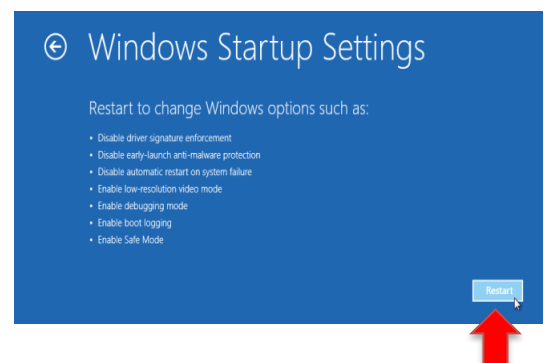 Windows Startup Settings
Restart to change Windows options such as:
• Disable driver signature enforcement
• Disable early-launch anti-malware protection
• Disable automatic restart on system failure
• Enable low-resolution video mode
• Enable debugging mode
• Enable boot logging
• Enable Safe Mode
Restart